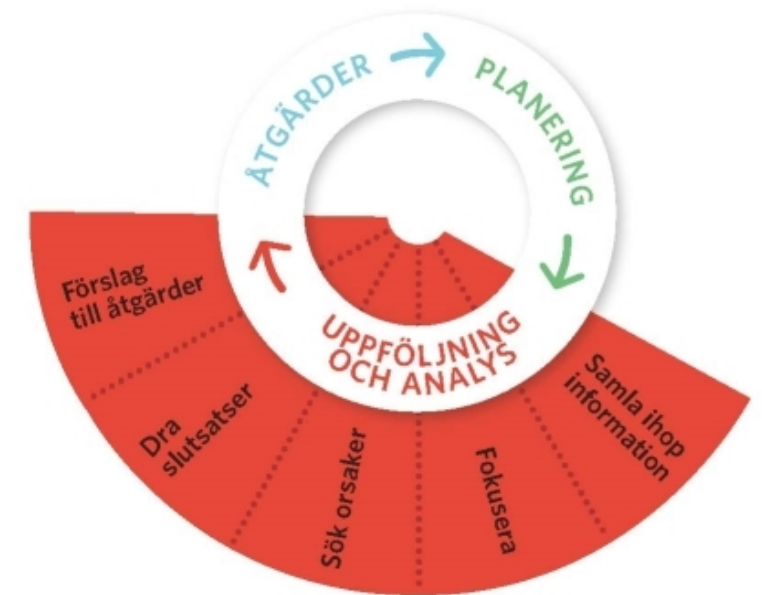 ÅTGÄRDER
PLANERING
UPPFÖLJNING
OCH ANALYS
Samla ihop
information
Fokusera
Sök orsaker
Dra
slutsatser
Förslag
till åtgärder